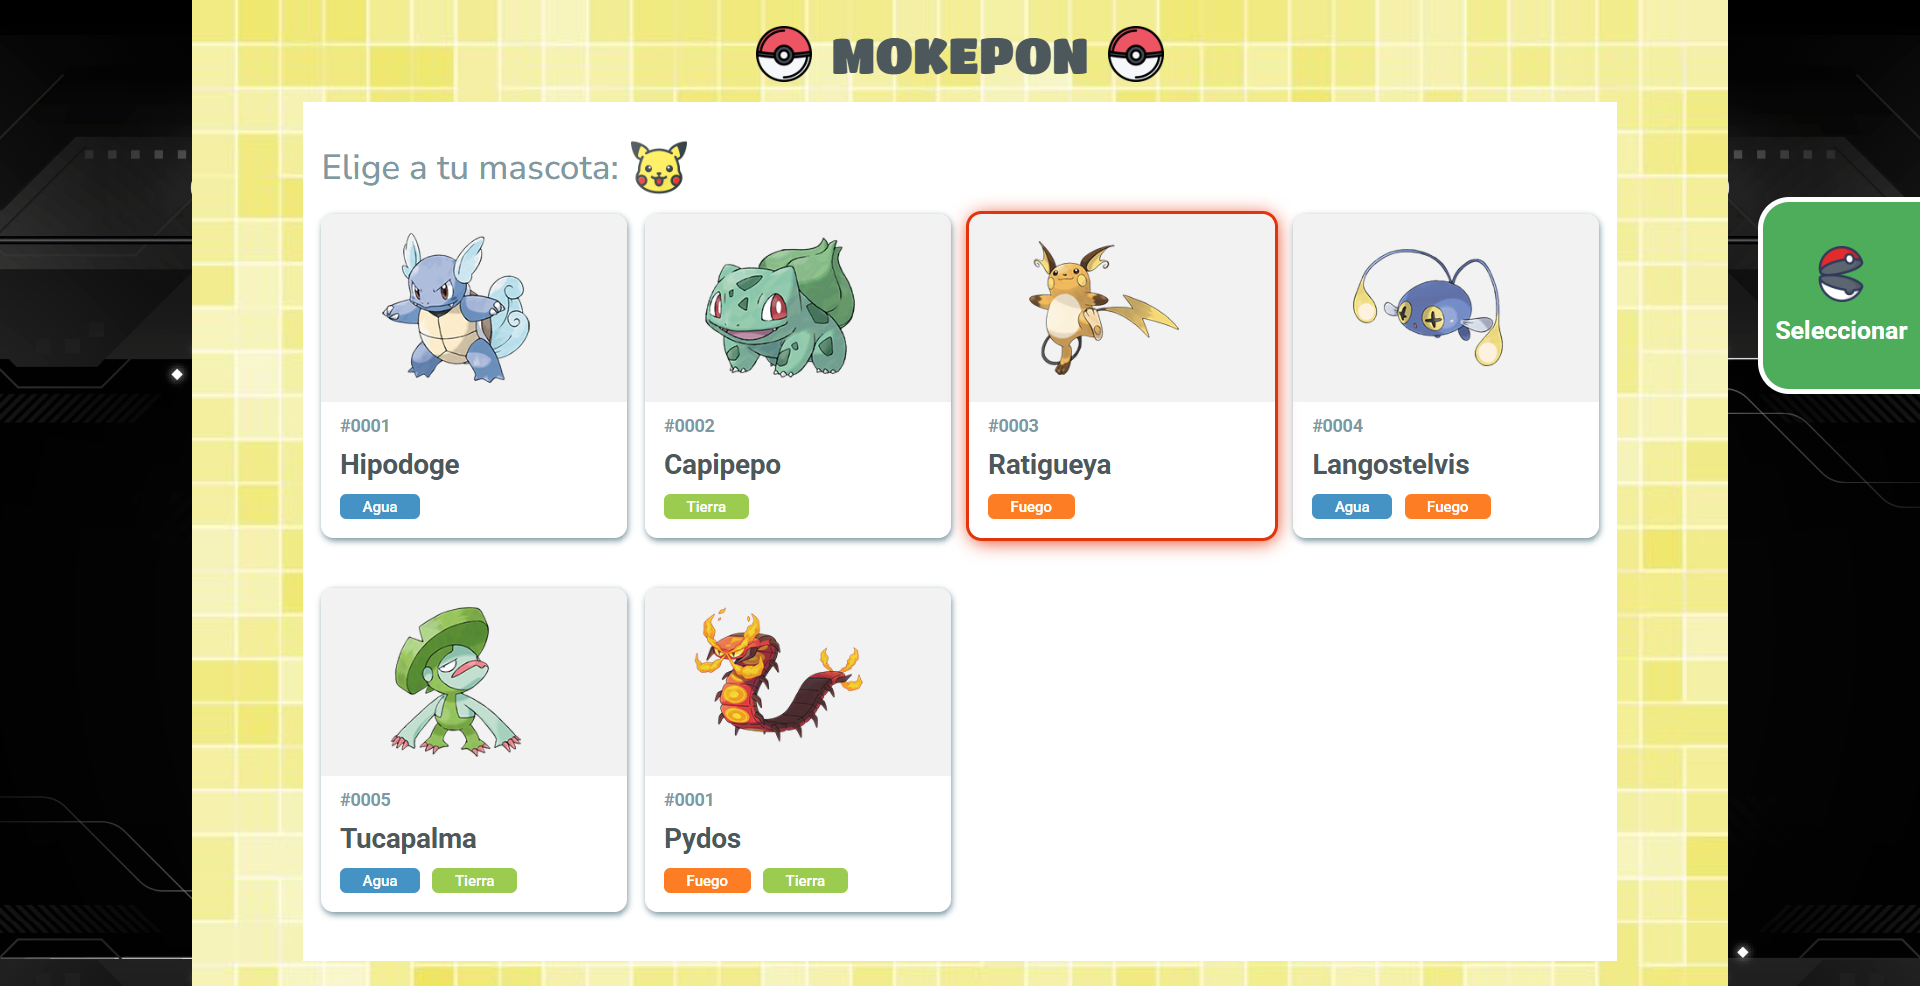 MOKEPON
Elige a tu mascota:
#0001
Hipodoge
Agua
#0002
Capipepo
Tierra
#0003
Ratigueya
Fuego
#0004
Langostelvis
Agua Fuego
Seleccionar
#0005
Tucapalma
Agua Tierra
#0001
Pydos
Fuego Tierra